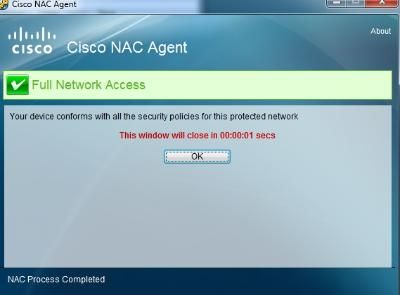 Cisco NAC Agent
About
CISCO Cisco NAC Agent
Full Network Access
Your device conforms with all the security policies for this protected network
This window will close in 00:00:01 secs
OK
NAC Process Completed